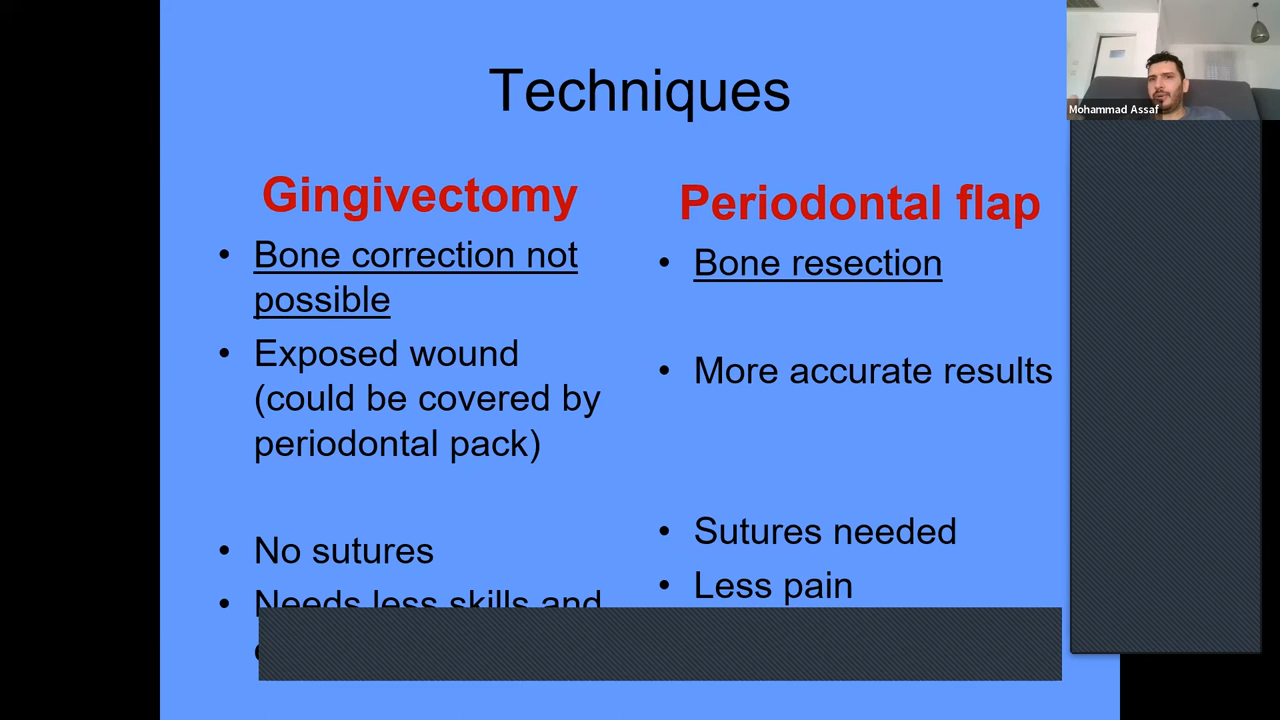 Techniques
Mohammad Assaf
Gingivectomy
• Bone correction not
possible
• Exposed wound
(could be covered by
periodontal pack)
• No sutures
• Needs less skills and
Periodontal flap
• Bone resection
• More accurate results
• Sutures needed
• Less pain